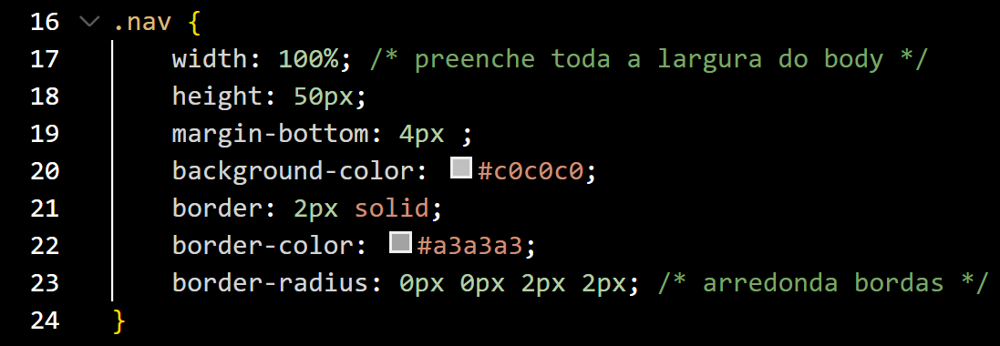 16 .nav {
17 width: 100%; /* preenche toda a largura do body */
18 height: 50px;
19 margin-bottom: 4px ;
20 background-color: #c0c0c0;
21 border: 2px solid;
22 border-color: #a3a3a3;
23 border-radius: 0px 0px 2px 2px; /* arredonda bordas */
24 }